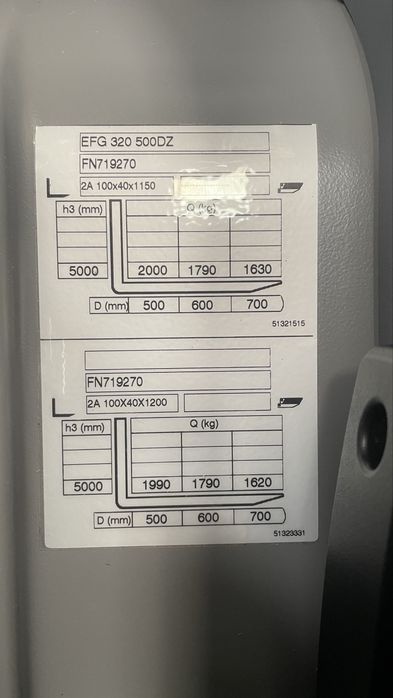 EFG 320 500DZ
FN719270
2A 100x40x1150
h3 (mm) Q (kg)
5000 2000 1790 1630
D (mm) 500 600 700
51321515
FN719270
2A 100X40X1200
h3 (mm) Q (kg)
5000 1990 1790 1620
D (mm) 500 600 700
51323331